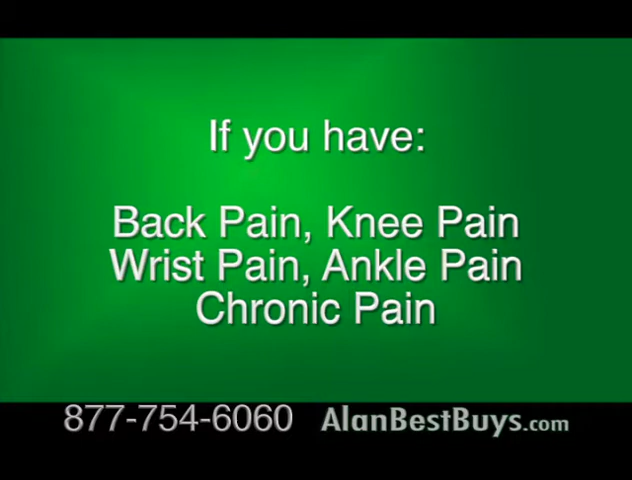 If you have:
Back Pain, Knee Pain
Wrist Pain, Ankle Pain
Chronic Pain
877-754-6060 AlanBestBuys.com